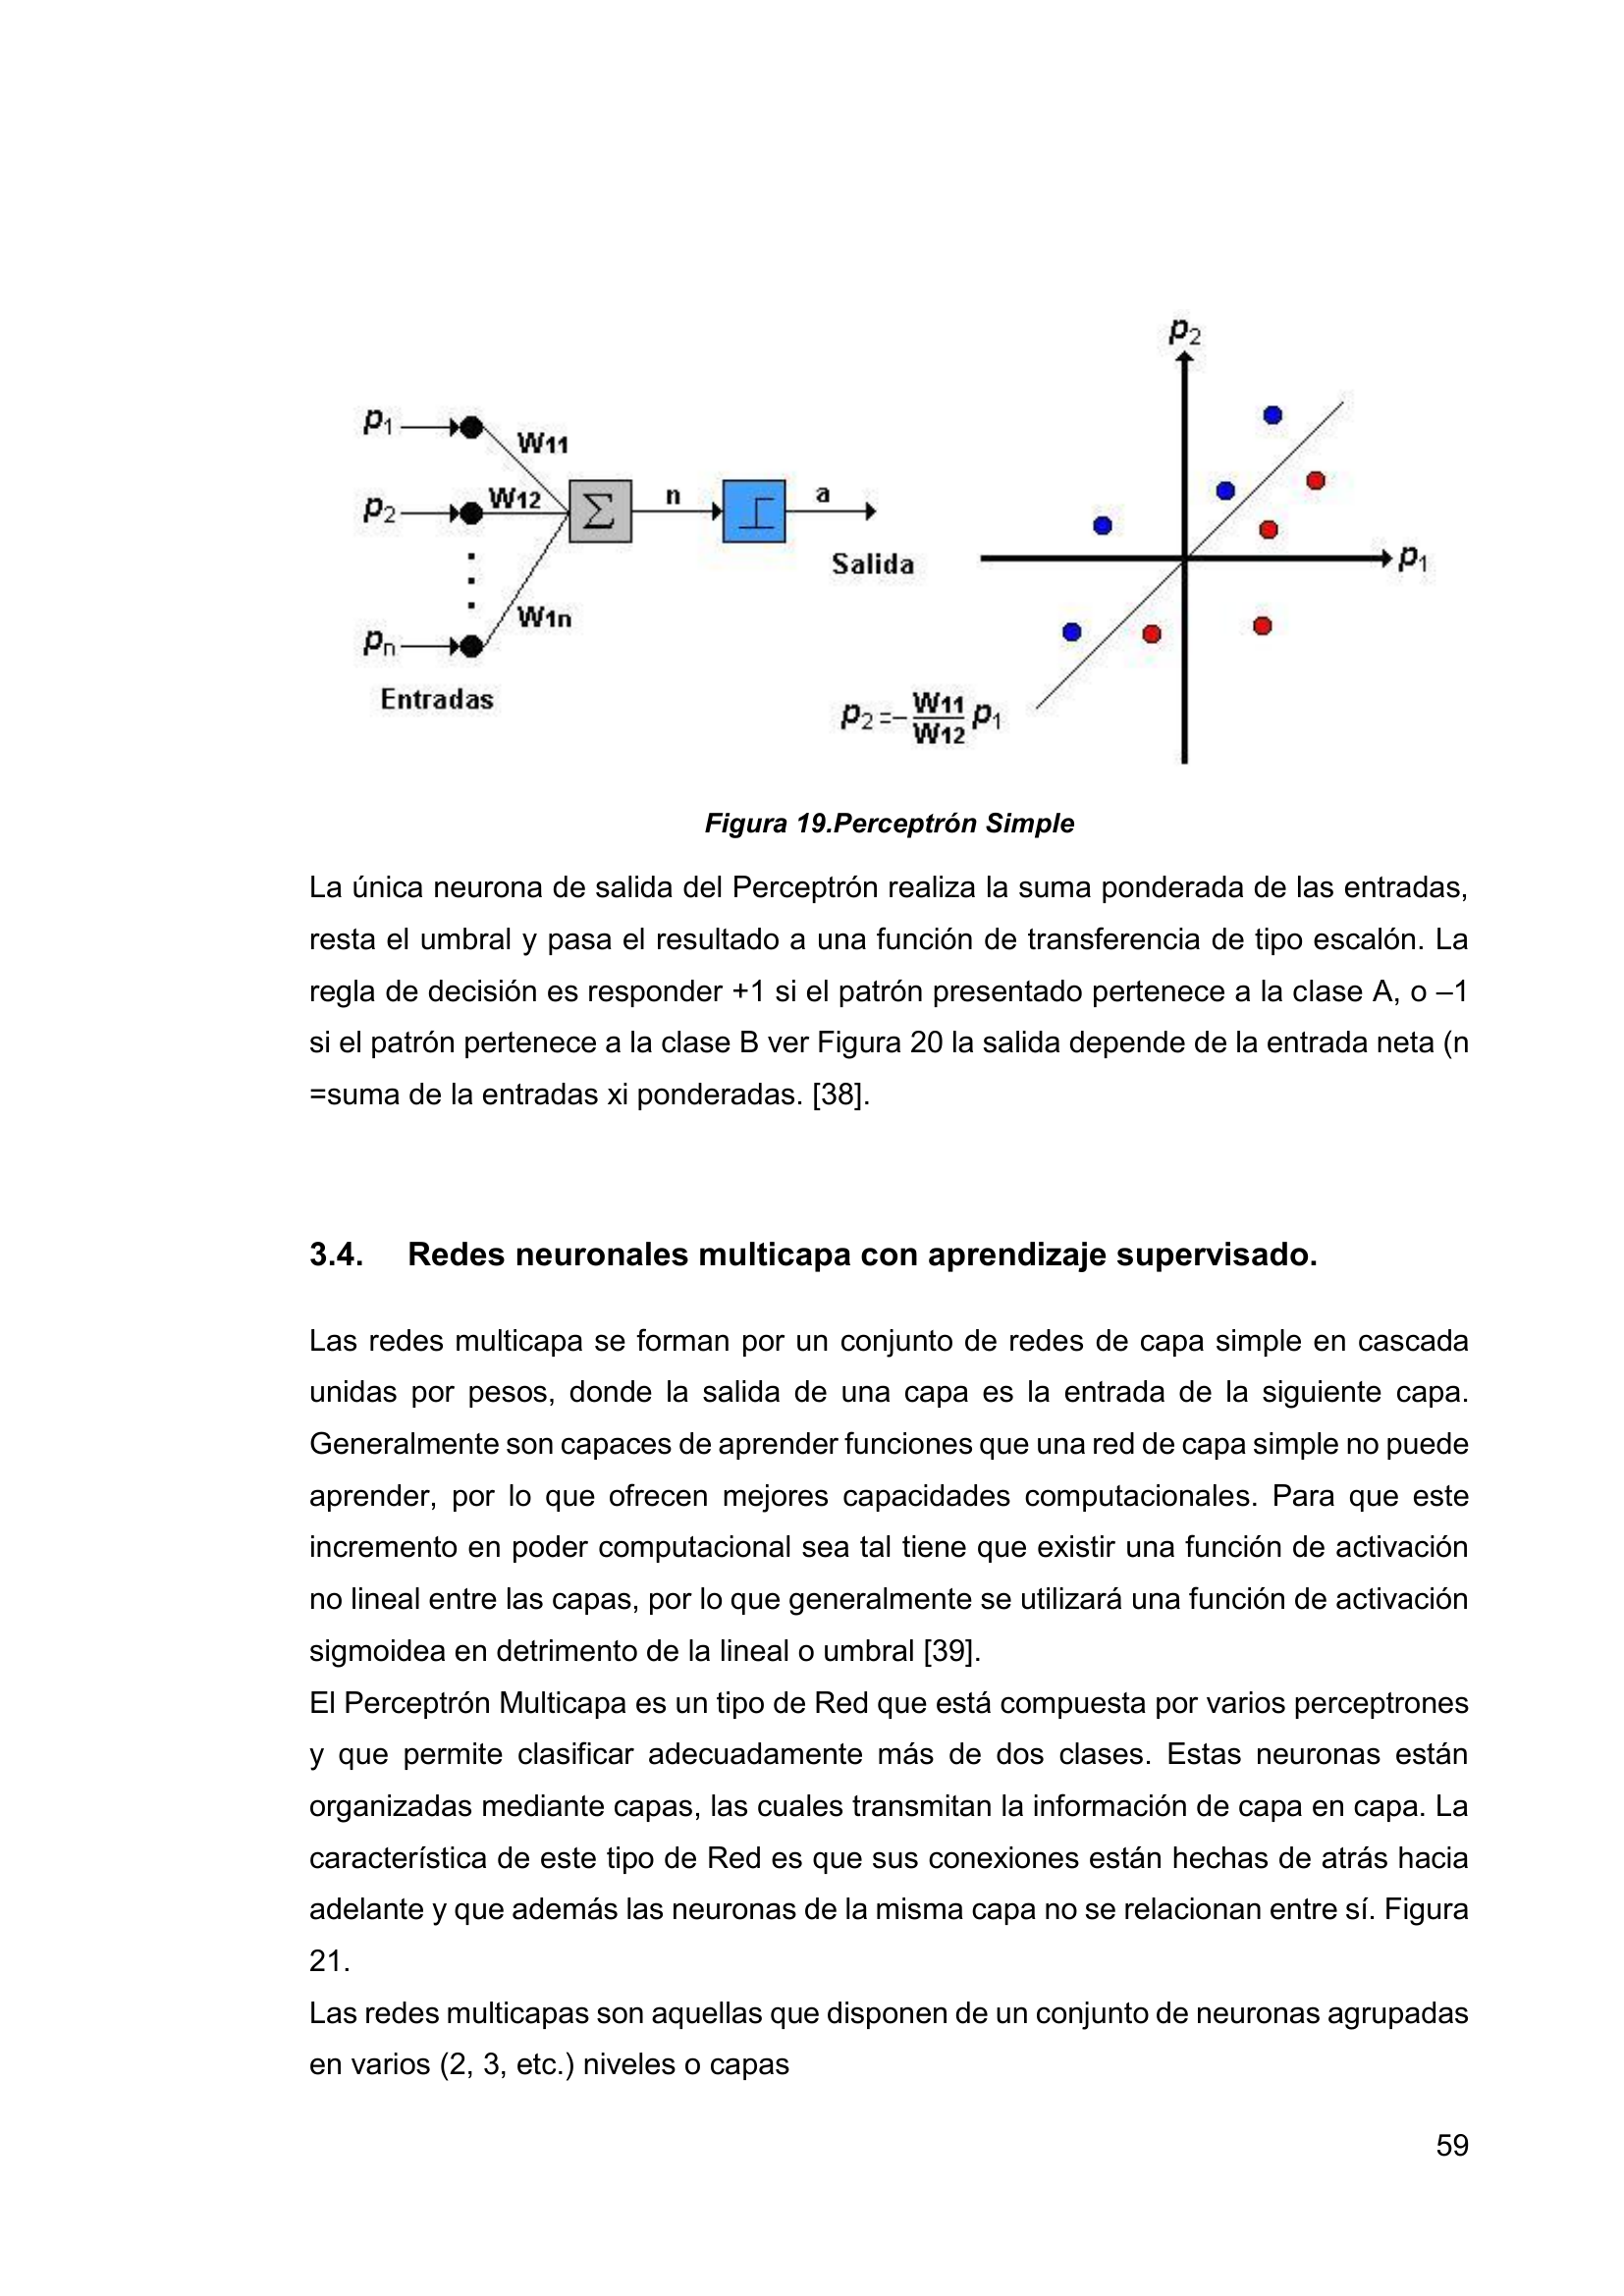 p2
p1
W11
p2
W12
Σ
n
a
Salida
p1
W1n
pn
Entradas
p2 =– W11/W12 p1
Figura 19.Perceptrón Simple
La única neurona de salida del Perceptrón realiza la suma ponderada de las entradas,
resta el umbral y pasa el resultado a una función de transferencia de tipo escalón. La
regla de decisión es responder +1 si el patrón presentado pertenece a la clase A, o –1
si el patrón pertenece a la clase B ver Figura 20 la salida depende de la entrada neta (n
=suma de la entradas xi ponderadas. [38].
3.4. Redes neuronales multicapa con aprendizaje supervisado.
Las redes multicapa se forman por un conjunto de redes de capa simple en cascada
unidas por pesos, donde la salida de una capa es la entrada de la siguiente capa.
Generalmente son capaces de aprender funciones que una red de capa simple no puede
aprender, por lo que ofrecen mejores capacidades computacionales. Para que este
incremento en poder computacional sea tal tiene que existir una función de activación
no lineal entre las capas, por lo que generalmente se utilizará una función de activación
sigmoidea en detrimento de la lineal o umbral [39].
El Perceptrón Multicapa es un tipo de Red que está compuesta por varios perceptrones
y que permite clasificar adecuadamente más de dos clases. Estas neuronas están
organizadas mediante capas, las cuales transmitan la información de capa en capa. La
característica de este tipo de Red es que sus conexiones están hechas de atrás hacia
adelante y que además las neuronas de la misma capa no se relacionan entre sí. Figura
21.
Las redes multicapas son aquellas que disponen de un conjunto de neuronas agrupadas
en varios (2, 3, etc.) niveles o capas
59